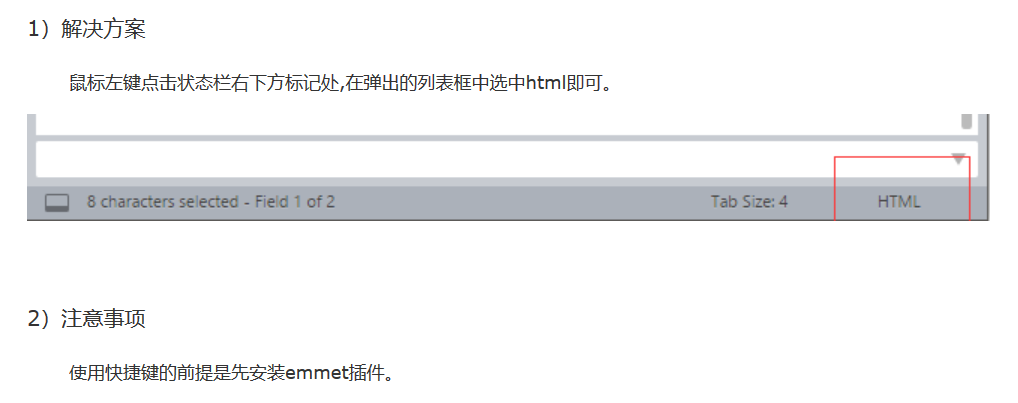 1）解决方案
鼠标左键点击状态栏右下方标记处,在弹出的列表框中选中html即可。
8 characters selected - Field 1 of 2 Tab Size: 4 HTML
2）注意事项
使用快捷键的前提是先安装emmet插件。